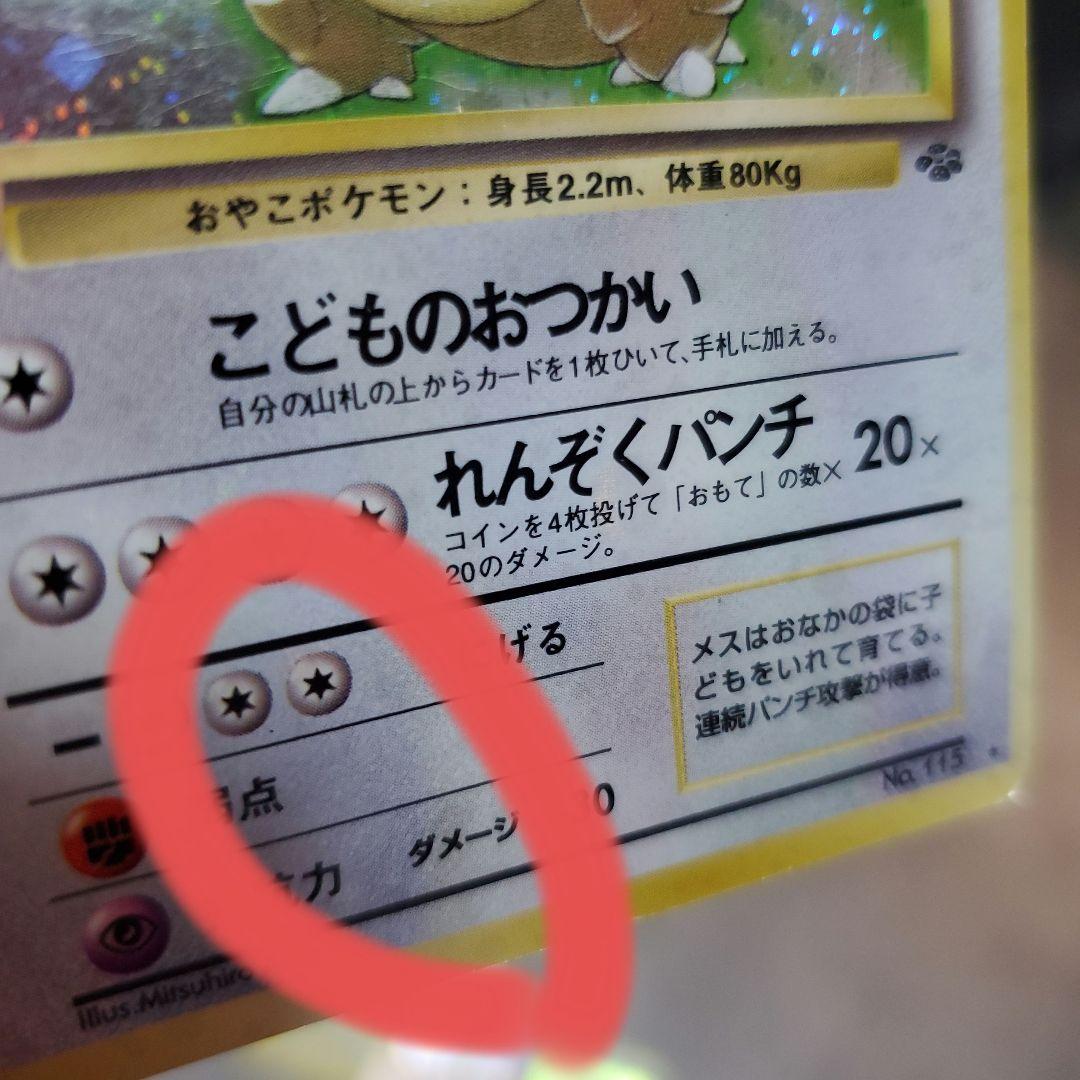 おやこポケモン：身長2.2m、体重80Kg
こどものおつかい
自分の山札の上からカードを1枚ひいて、手札に加える。
れんぞくパンチ 20×
コインを4枚投げて「おもて」の数×
20のダメージ。
げる
点
ダメージ 0
力
メスはおなかの袋に子
どもをいれて育てる。
連続パンチ攻撃が得意。
No. 115
illus.Mitsuhiro